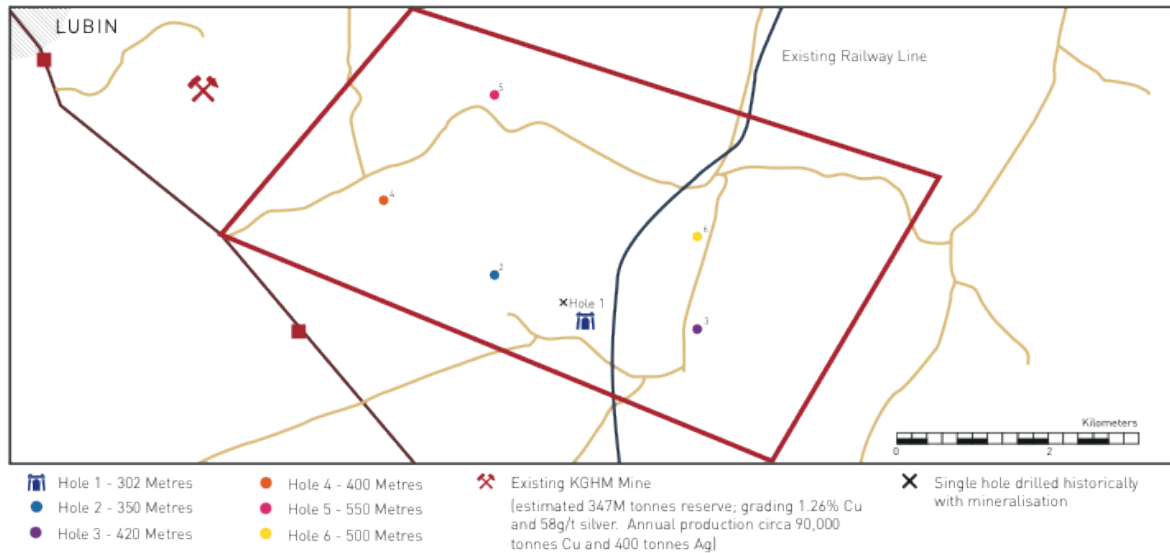 LUBIN
Existing Railway Line
5
4
6
2
Hole 1
3
Kilometers
0
2
Hole 1 - 302 Metres
Hole 2 - 350 Metres
Hole 3 - 420 Metres
Hole 4 - 400 Metres
Hole 5 - 550 Metres
Hole 6 - 500 Metres
Existing KGHM Mine
(estimated 347M tonnes reserve; grading 1.26% Cu
and 58g/t silver. Annual production circa 90,000
tonnes Cu and 400 tonnes Ag)
Single hole drilled historically
with mineralisation